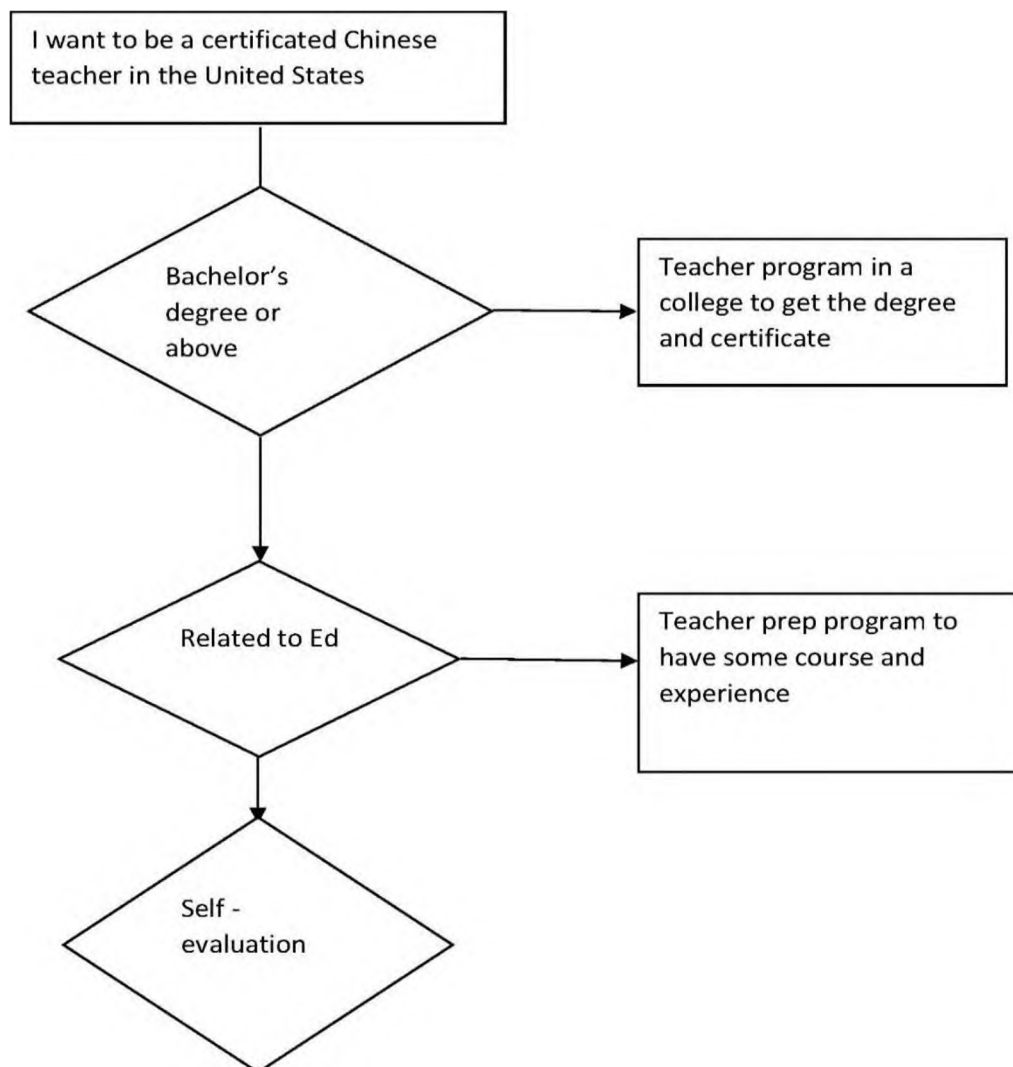 I want to be a certificated Chinese
teacher in the United States
Bachelor's
degree or
above
Teacher program in a
college to get the degree
and certificate
Related to Ed
Teacher prep program to
have some course and
experience
Self -
evaluation